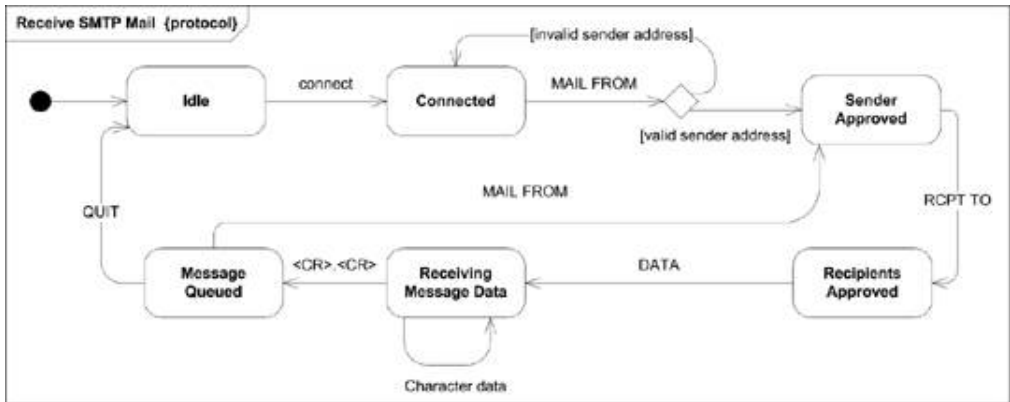 Receive SMTP Mail {protocol}
[invalid sender address]
Idle
connect
Connected
MAIL FROM
Sender
Approved
[valid sender address]
MAIL FROM
QUIT
RCPT TO
Message
Queued
<CR>.<CR>
Receiving
Message Data
DATA
Recipients
Approved
Character data